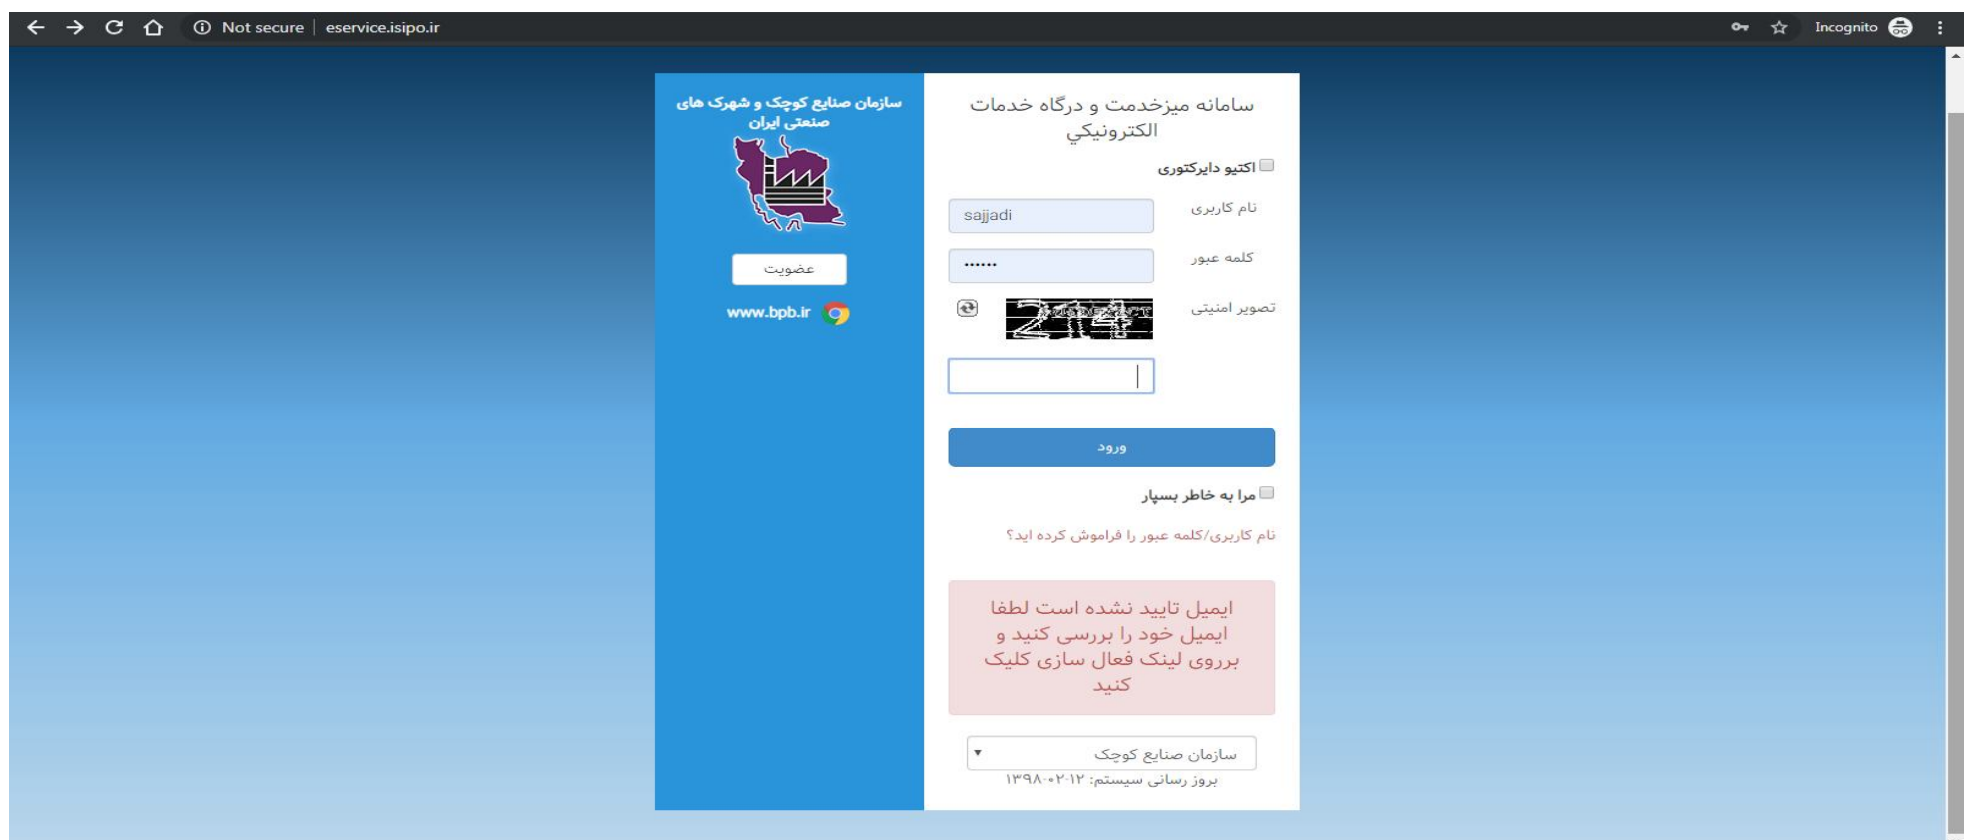 Not secure | eservice.isipo.ir
Incognito
سامانه میزخدمت و درگاه خدمات
الكترونيكي
اکتیو دایرکتوری
نام کاربری
sajjadi
کلمه عبور
••••••
تصویر امنیتی
ورود
مرا به خاطر بسپار
نام کاربری/کلمه عبور را فراموش کرده اید؟
ایمیل تایید نشده است لطفا
ایمیل خود را بررسی کنید و
برروی لینک فعال سازی کلیک
کنید
سازمان صنایع کوچک
بروز رسانی سیستم: ۱۳۹۸-۰۲-۱۲
سازمان صنایع کوچک و شهرک های
صنعتی ایران
عضویت
www.bpb.ir